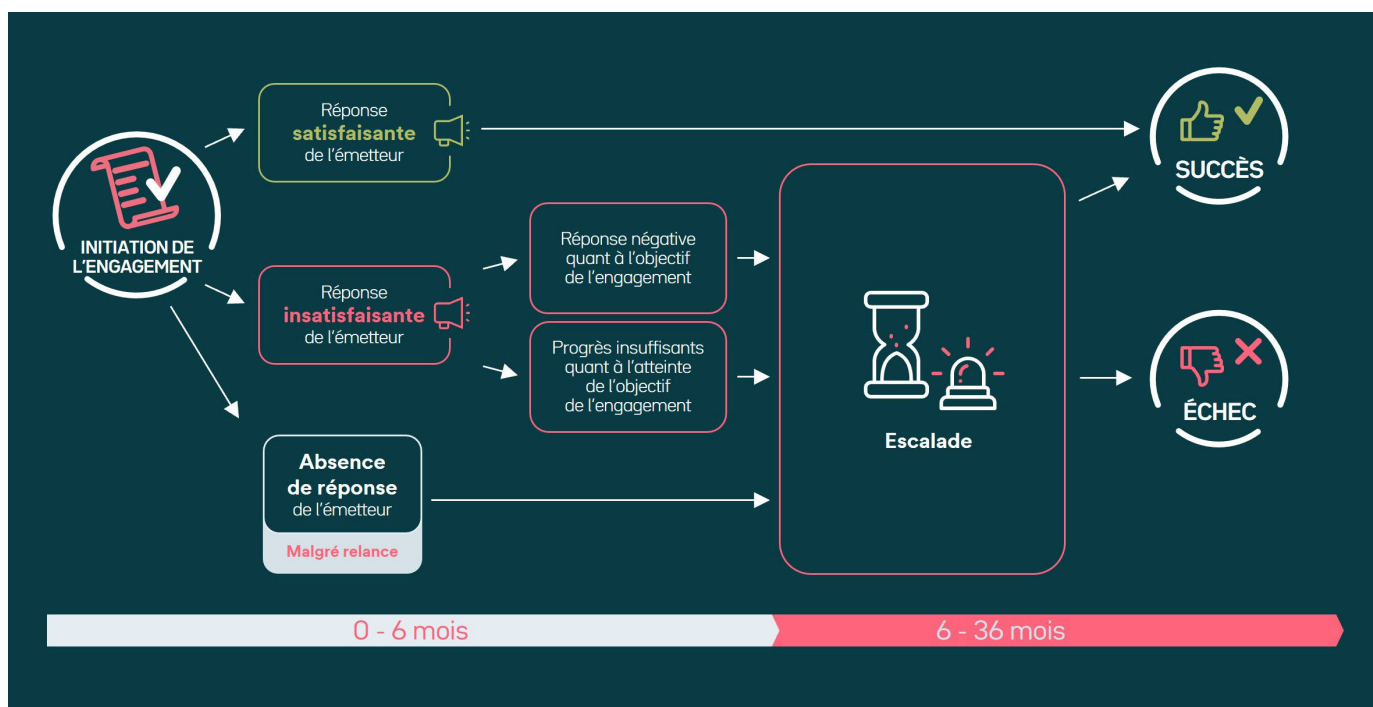 INITIATION DE
L'ENGAGEMENT
Réponse
satisfaisante
de l'émetteur
Réponse
insatisfaisante
de l'émetteur
Absence
de réponse
de l'émetteur
Malgré relance
Réponse négative
quant à l'objectif
de l'engagement
Progrès insuffisants
quant à l'atteinte
de l'objectif
de l'engagement
Escalade
SUCCÈS
ÉCHEC
0 - 6 mois
6 - 36 mois